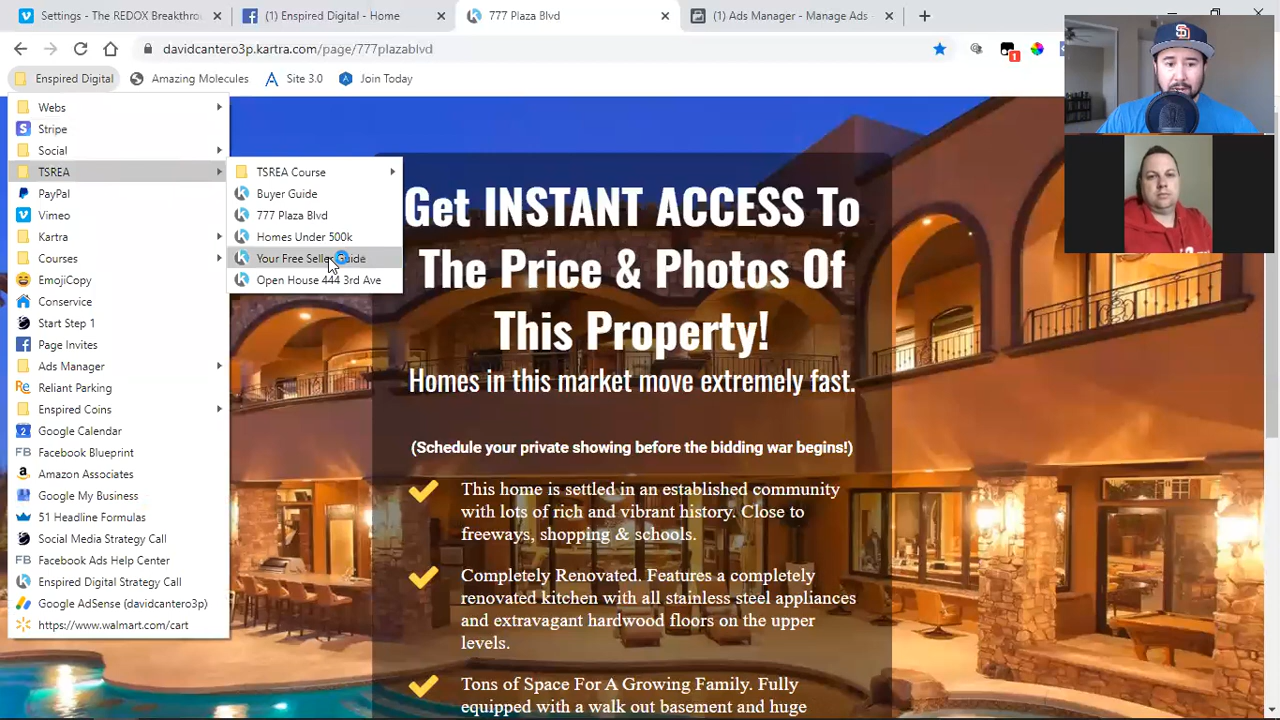 Settings - The REDOX Breakthro
(1) Enspired Digital - Home
777 Plaza Blvd
(1) Ads Manager - Manage Ads -
davidcantero3p.kartra.com/page/777plazablvd
1
Enspired Digital
Amazing Molecules
Site 3.0
Join Today
Webs
Stripe
Social
TSREA
PayPal
Vimeo
Kartra
Courses
EmojiCopy
Conservice
Start Step 1
Page Invites
Ads Manager
Reliant Parking
Enspired Coins
Google Calendar
Facebook Blueprint
Amazon Associates
Google My Business
51 Headline Formulas
Social Media Strategy Call
Facebook Ads Help Center
Enspired Digital Strategy Call
Google AdSense (davidcantero3p)
https://www.walmart.com/cart
TSREA Course
Buyer Guide
777 Plaza Blvd
Homes Under 500k
Your Free Seller Guide
Open House 444 3rd Ave
Get INSTANT ACCESS To
The Price & Photos Of
This Property!
Homes in this market move extremely fast.
(Schedule your private showing before the bidding war begins!)
This home is settled in an established community
with lots of rich and vibrant history. Close to
freeways, shopping & schools.
Completely Renovated. Features a completely
renovated kitchen with all stainless steel appliances
and extravagant hardwood floors on the upper
levels.
Tons of Space For A Growing Family. Fully
equipped with a walk out basement and huge